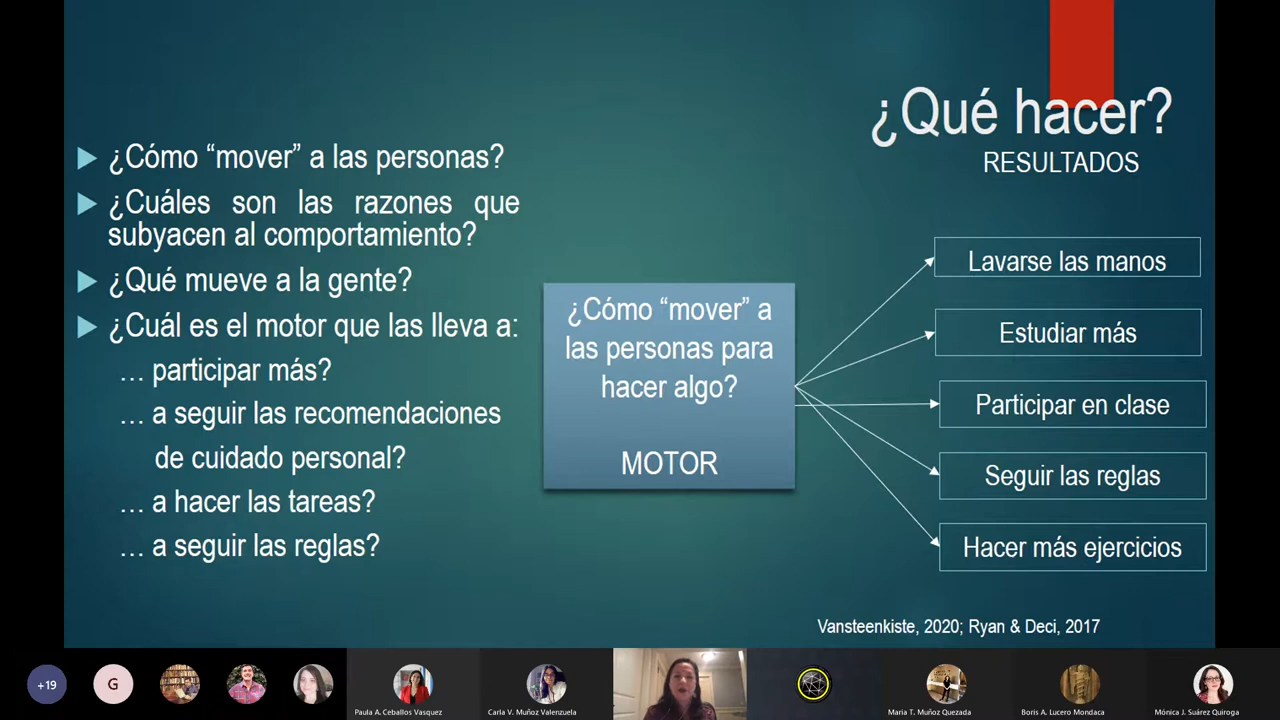 ¿Qué hacer?
RESULTADOS
¿Cómo “mover” a las personas?
¿Cuáles son las razones que
subyacen al comportamiento?
¿Qué mueve a la gente?
¿Cuál es el motor que las lleva a:
… participar más?
… a seguir las recomendaciones
de cuidado personal?
… a hacer las tareas?
… a seguir las reglas?
¿Cómo “mover” a
las personas para
hacer algo?
MOTOR
Lavarse las manos
Estudiar más
Participar en clase
Seguir las reglas
Hacer más ejercicios
Vansteenkiste, 2020; Ryan & Deci, 2017
+19
G
Paula A. Ceballos Vasquez
Carla V. Muñoz Valenzuela
Maria T. Muñoz Quezada
Boris A. Lucero Mondaca
Mónica J. Suárez Quiroga